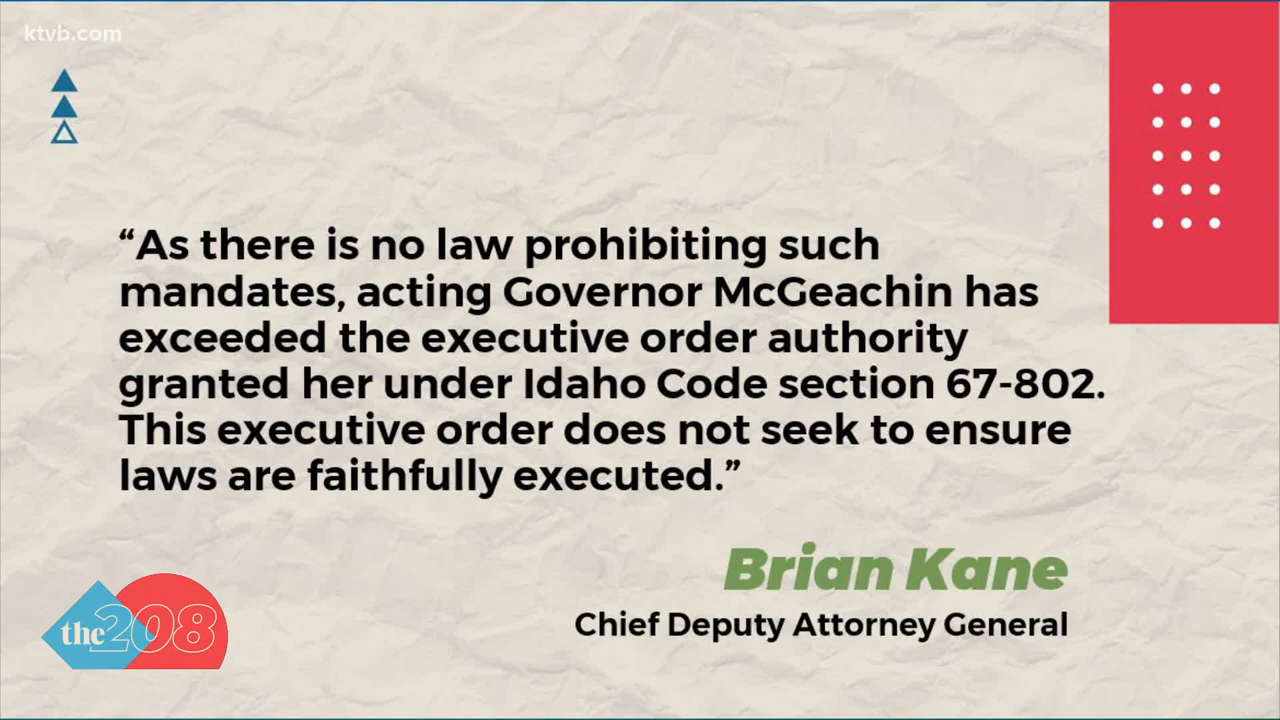 ktvb.com
“As there is no law prohibiting such
mandates, acting Governor McGeachin has
exceeded the executive order authority
granted her under Idaho Code section 67-802.
This executive order does not seek to ensure
laws are faithfully executed.”
Brian Kane
Chief Deputy Attorney General
the 208